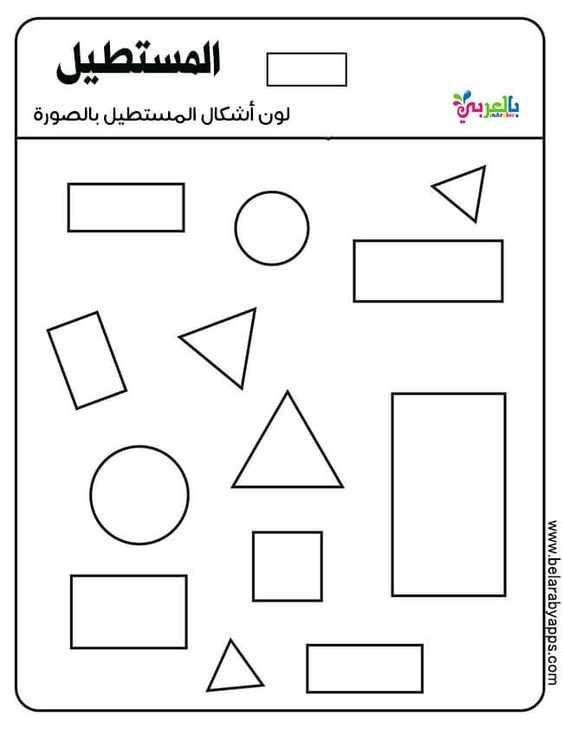 المستطيل
بالعربي
لون أشكال المستطيل بالصورة
www.belarabyapps.com